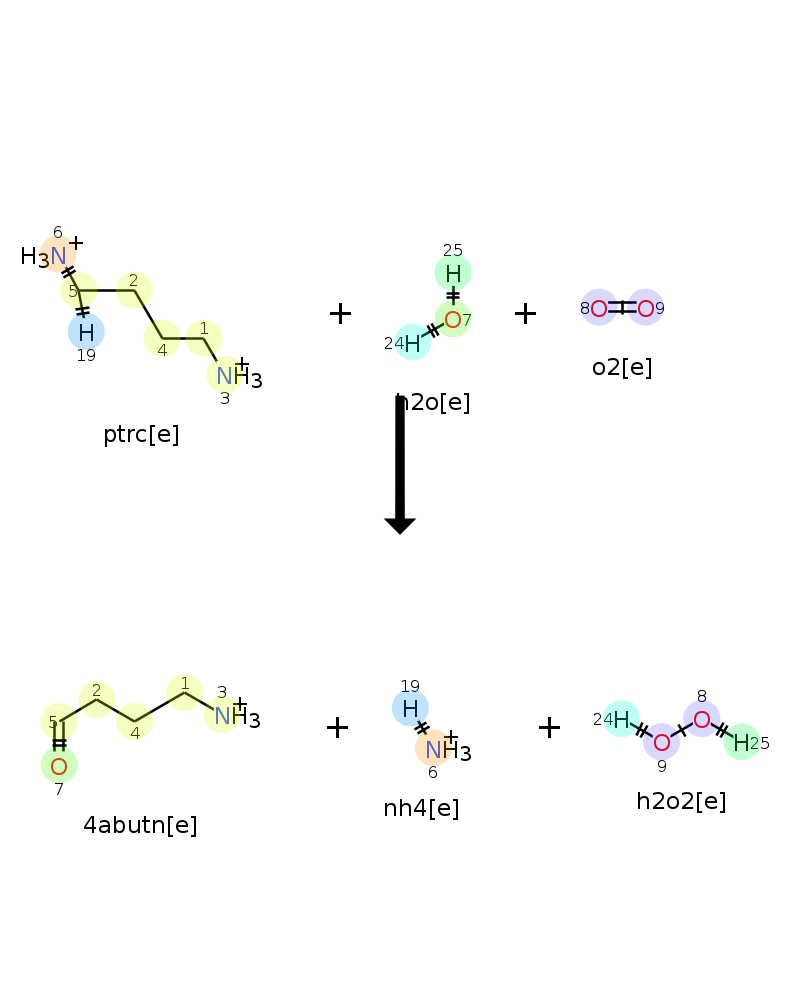 6
H3N+
5
2
H
19
4
1
NH3+
3
ptrc[e]
+
25
H
O7
24H
h2o[e]
+
8O O9
o2[e]
5
2
4
1
3
NH3+
O
7
4abutn[e]
+
19
H
NH3+
6
nh4[e]
+
24H
O
9
8
O
H25
h2o2[e]